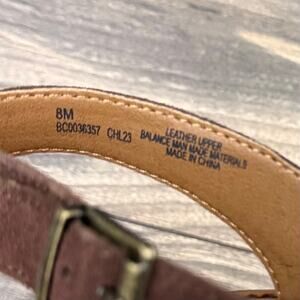 8M
BC0036357 CHL23
LEATHER UPPER
BALANCE MAN MADE MATERIALS
MADE IN CHINA